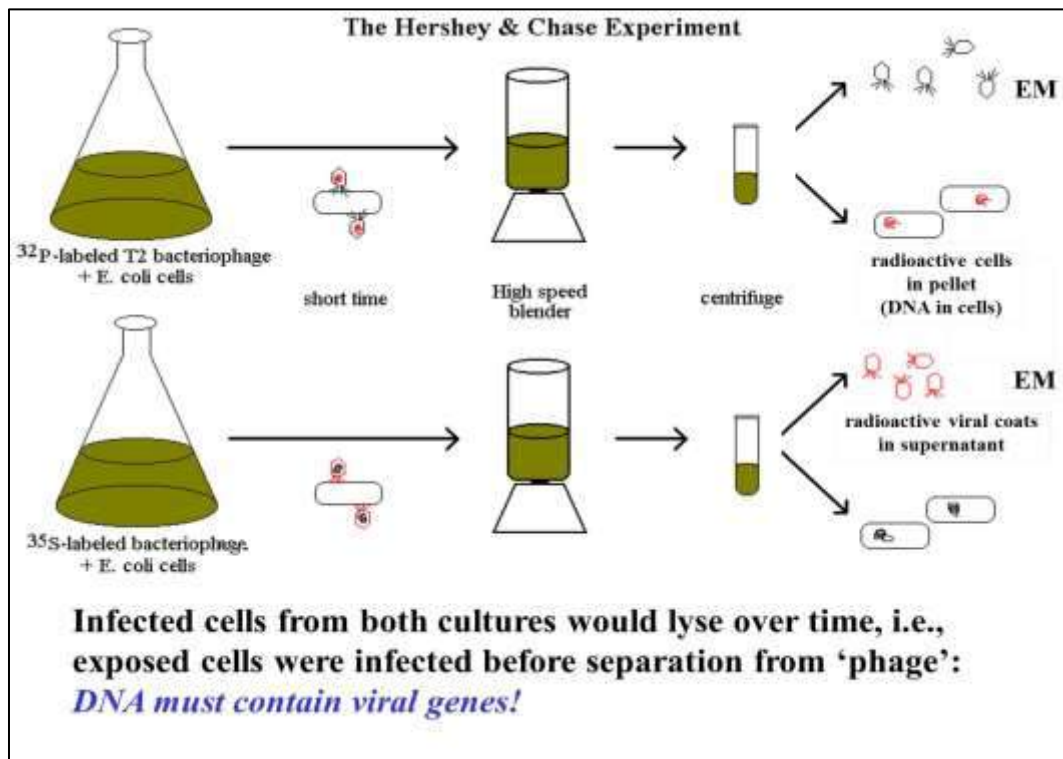 The Hershey & Chase Experiment
EM
32P-labeled T2 bacteriophage
+ E. coli cells
short time
High speed
blender
centrifuge
radioactive cells
in pellet
(DNA in cells)
EM
radioactive viral coats
in supernatant
35S-labeled bacteriophage
+ E. coli cells
Infected cells from both cultures would lyse over time, i.e.,
exposed cells were infected before separation from ‘phage’:
DNA must contain viral genes!